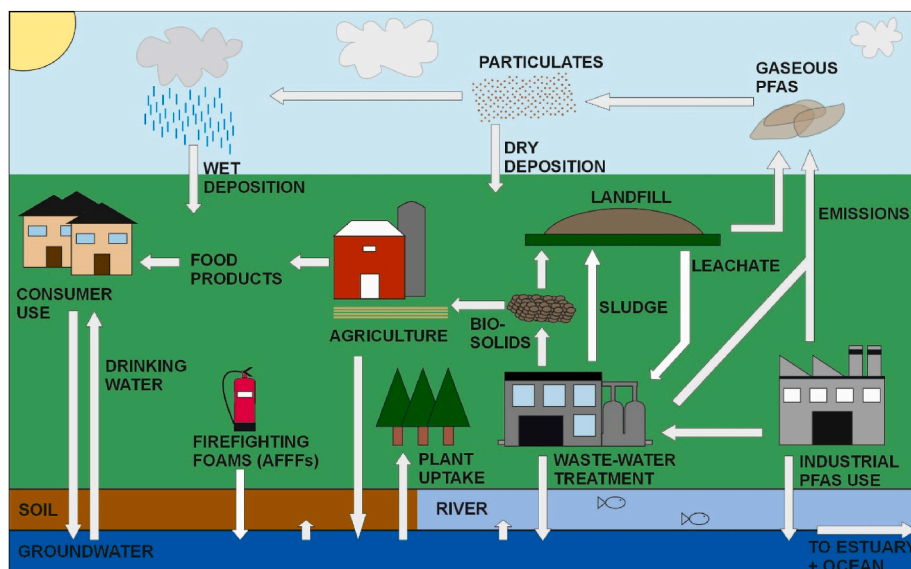 PARTICULATES
GASEOUS
PFAS
WET
DEPOSITION
DRY
DEPOSITION
LANDFILL
EMISSIONS
FOOD
PRODUCTS
LEACHATE
CONSUMER
USE
AGRICULTURE
BIO-
SOLIDS
SLUDGE
DRINKING
WATER
FIREFIGHTING
FOAMS (AFFFs)
PLANT
UPTAKE
WASTE-WATER
TREATMENT
INDUSTRIAL
PFAS USE
SOIL
RIVER
GROUNDWATER
TO ESTUARY
+ OCEAN